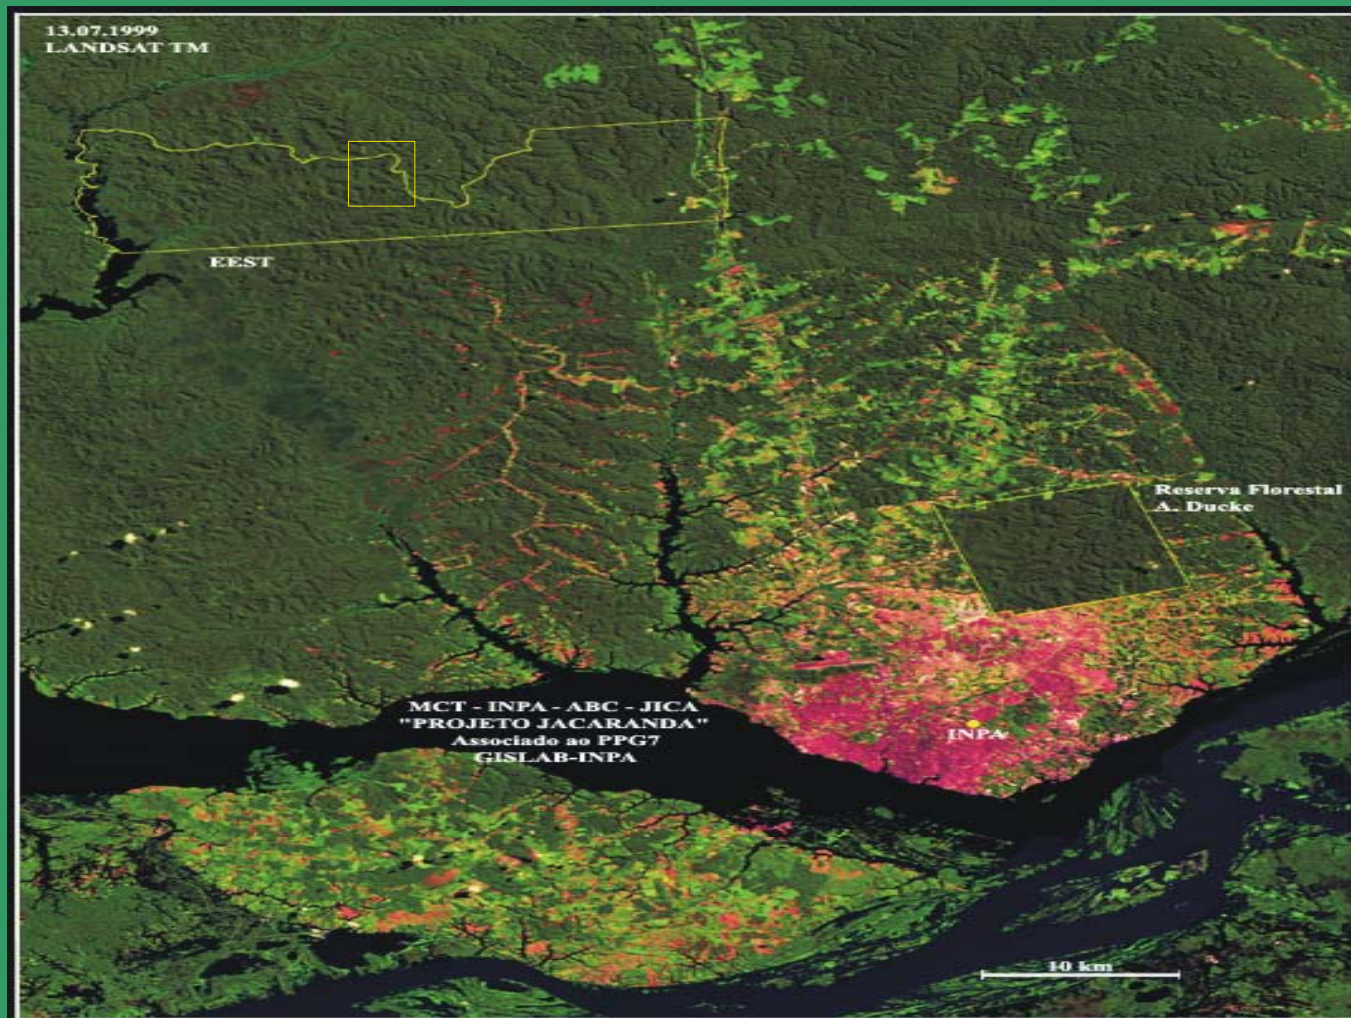 13.07.1999
LANDSAT TM
EEST
Reserva Florestal
A. Ducke
MCT - INPA - ABC - JICA
"PROJETO JACARANDA"
Associado ao PPG7
GISLAB-INPA
INPA
10 km